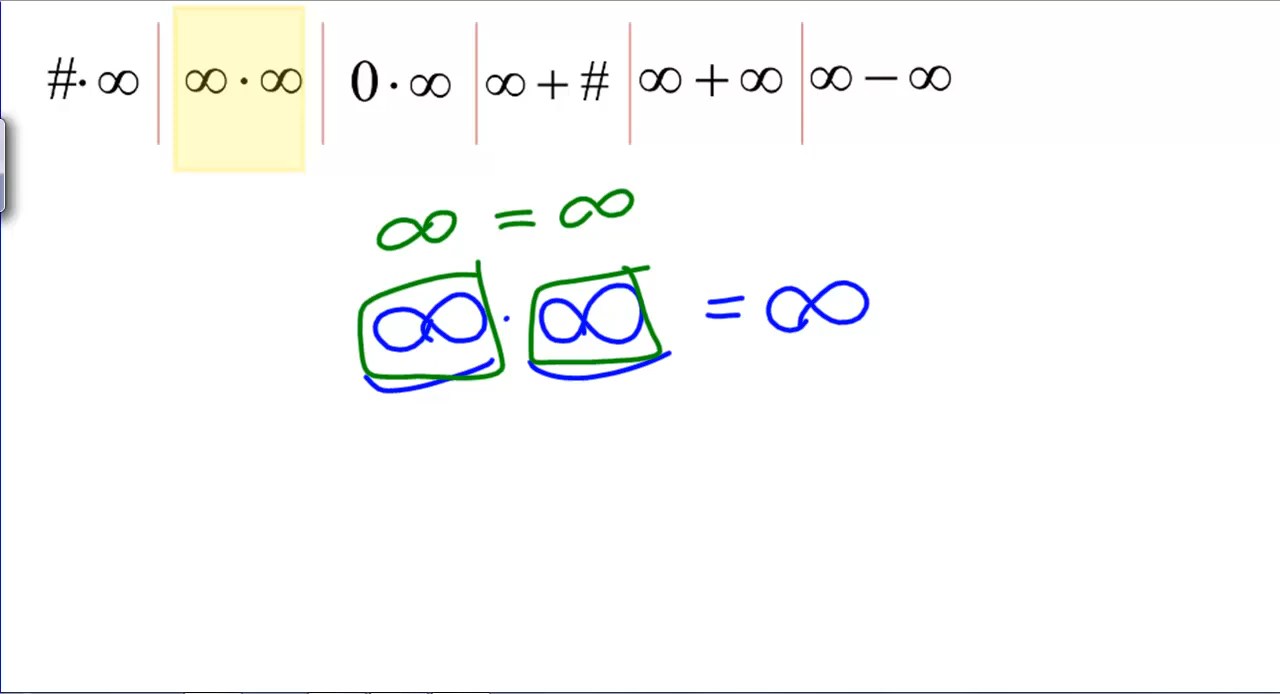 #·∞ ∞·∞ 0·∞ ∞+# ∞+∞ ∞−∞
∞ = ∞
∞ · ∞ = ∞